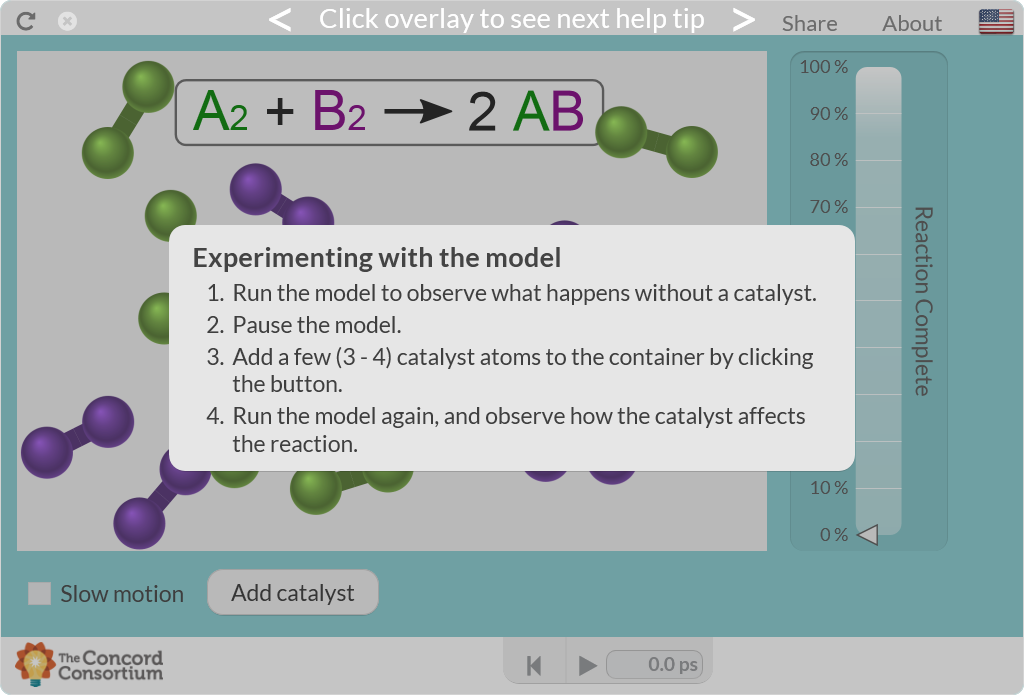 < Click overlay to see next help tip >
Share
About
A2 + B2 → 2 AB
100 %
90 %
80 %
70 %
Experimenting with the model
1. Run the model to observe what happens without a catalyst.
2. Pause the model.
3. Add a few (3 - 4) catalyst atoms to the container by clicking
the button.
4. Run the model again, and observe how the catalyst affects
the reaction.
10 %
0 %
Reaction Complete
Slow motion
Add catalyst
The Concord
Consortium
0.0 ps